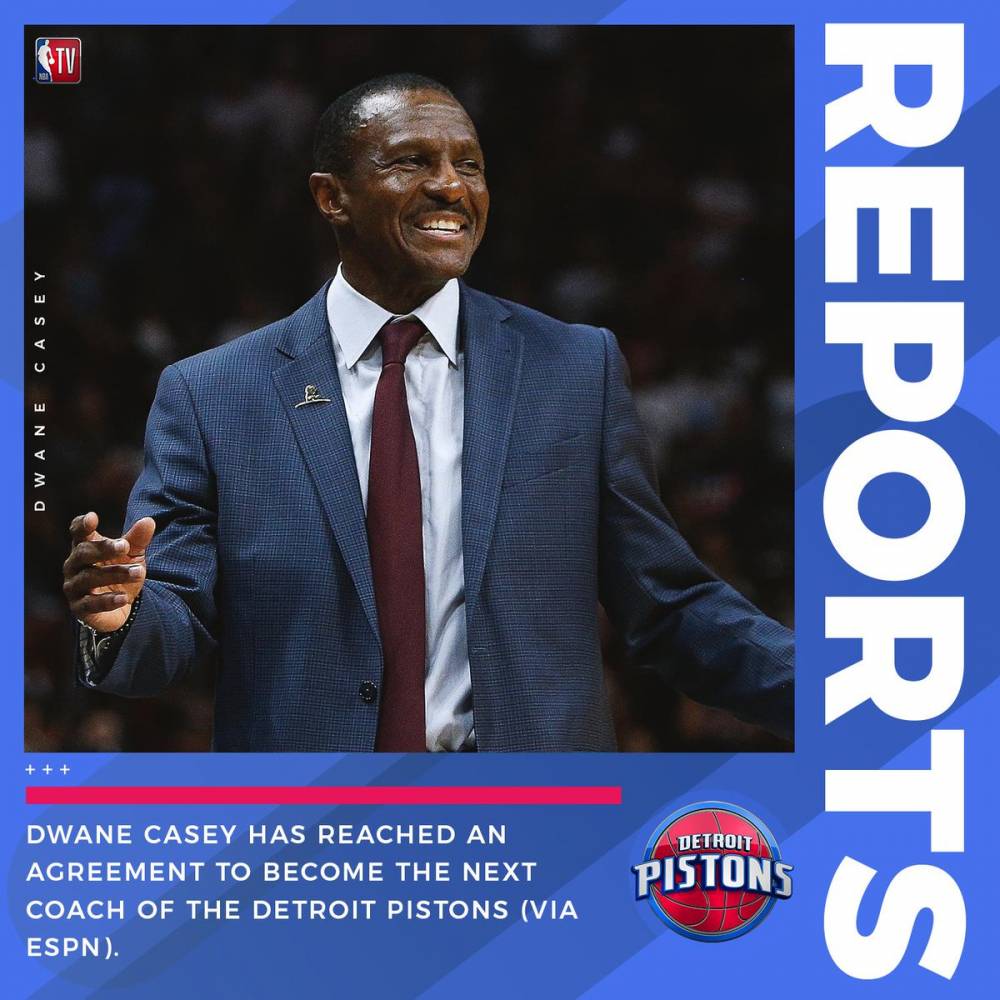 NBA TV
DWANE CASEY
REPORTS
+++
DWANE CASEY HAS REACHED AN
AGREEMENT TO BECOME THE NEXT
COACH OF THE DETROIT PISTONS (VIA
ESPN).
DETROIT
PISTONS